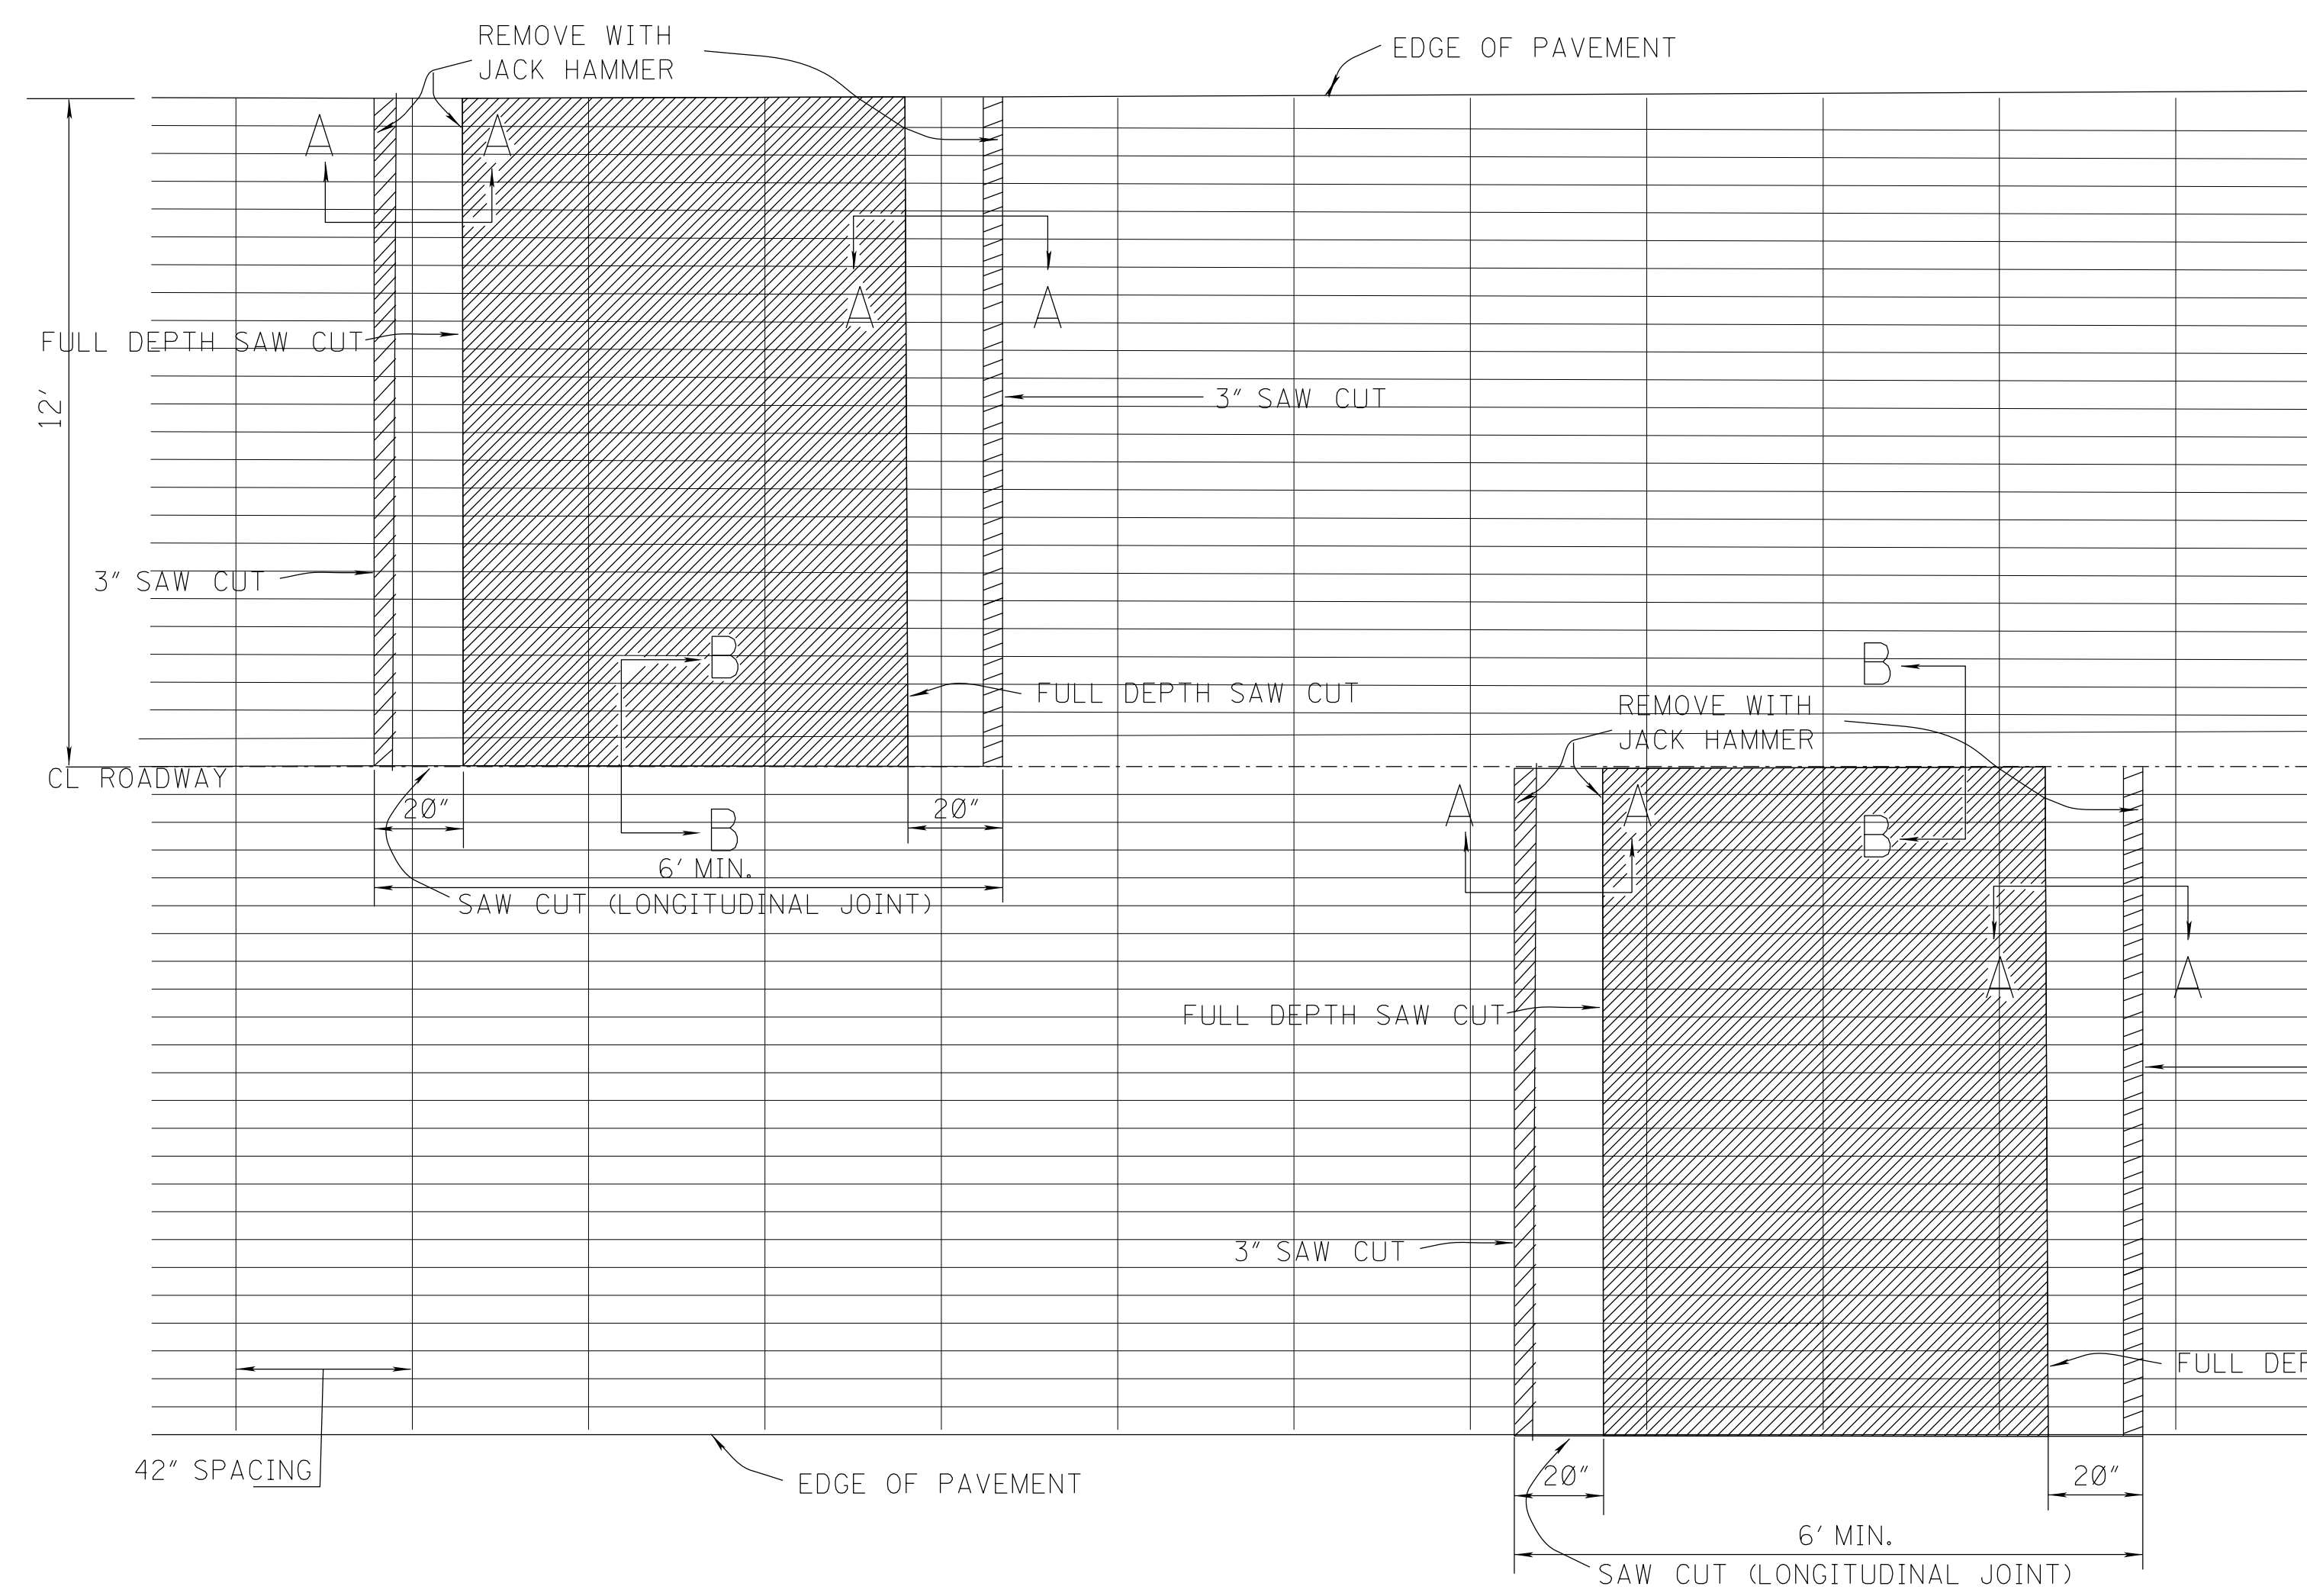 REMOVE WITH
JACK HAMMER
EDGE OF PAVEMENT
A
A
A
A
FULL DEPTH SAW CUT
12'
3" SAW CUT
3" SAW CUT
B
FULL DEPTH SAW CUT
B
REMOVE WITH
JACK HAMMER
CL ROADWAY
20"
20"
B
6' MIN.
SAW CUT (LONGITUDINAL JOINT)
A
A
B
A
A
FULL DEPTH SAW CUT
3" SAW CUT
FULL DEP
42" SPACING
EDGE OF PAVEMENT
20"
20"
6' MIN.
SAW CUT (LONGITUDINAL JOINT)